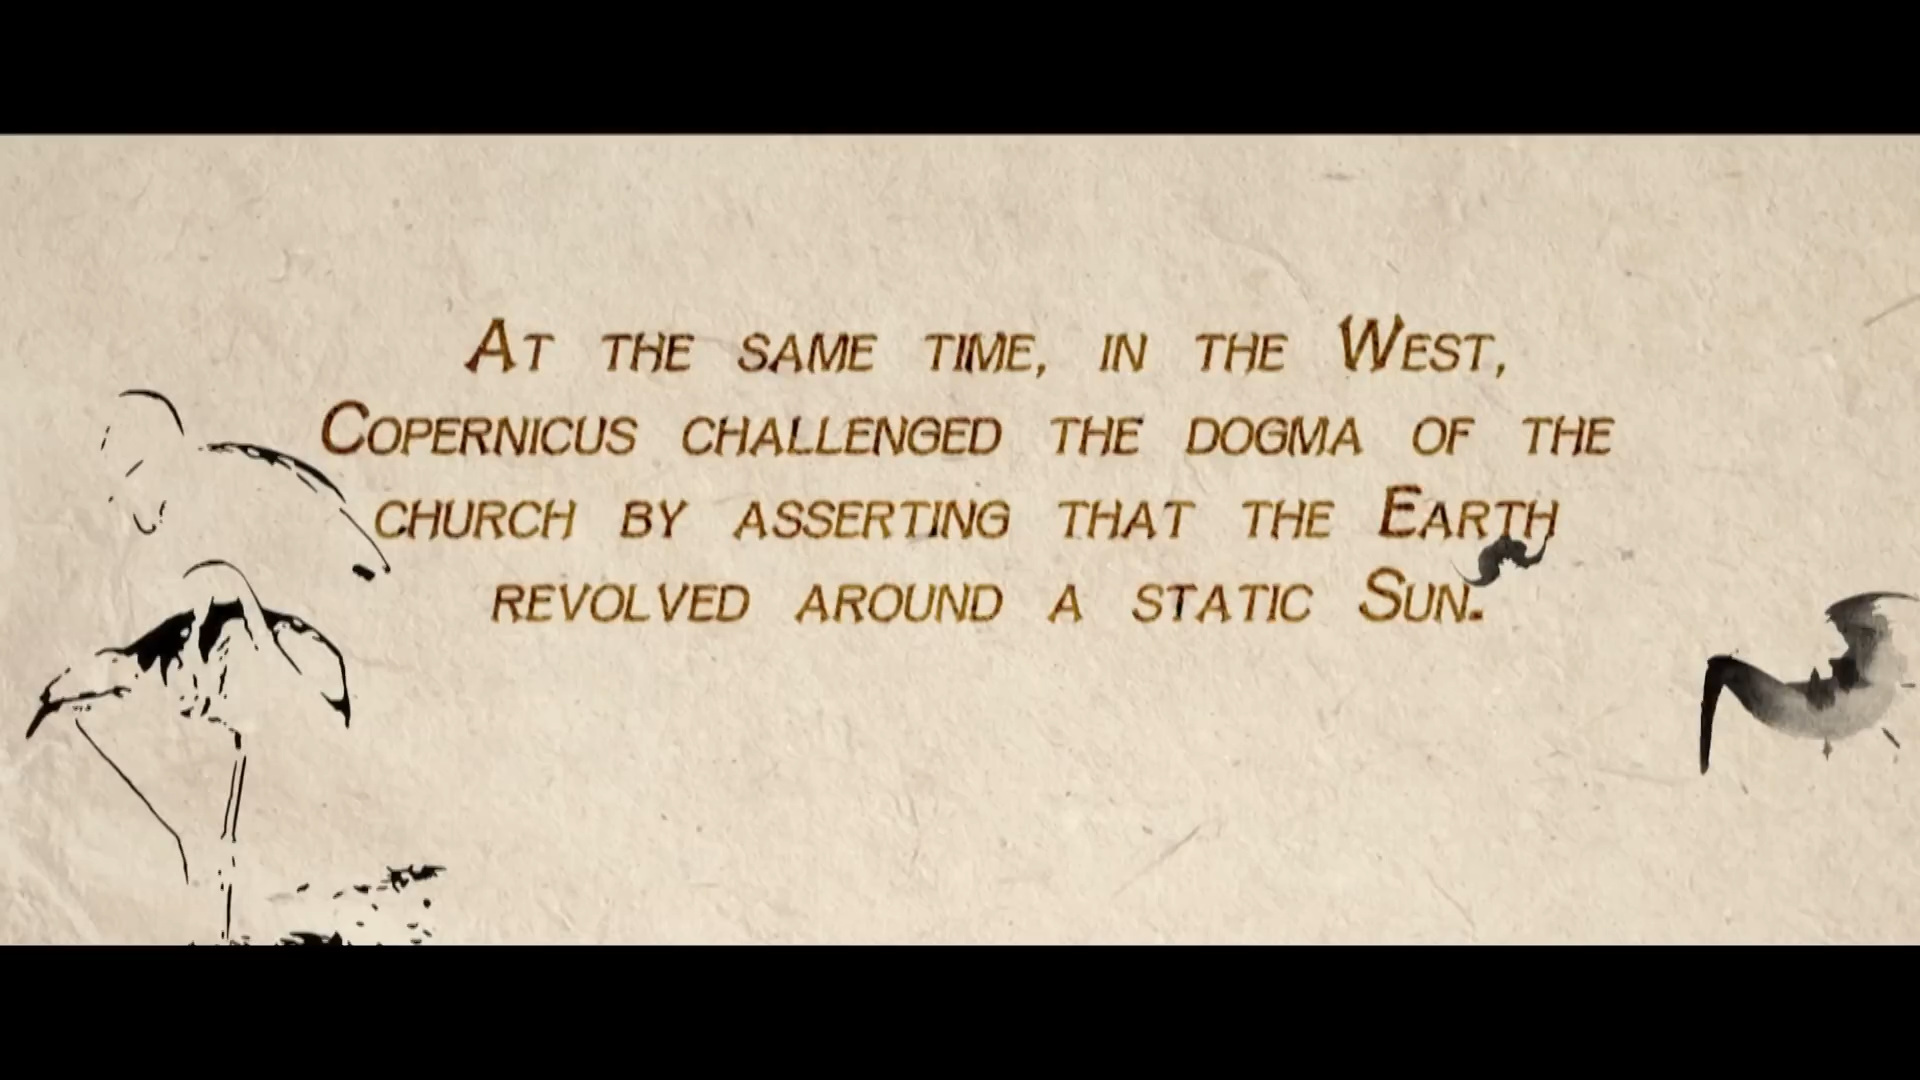 At the same time, in the West,
Copernicus challenged the dogma of the
church by asserting that the Earth
revolved around a static Sun.